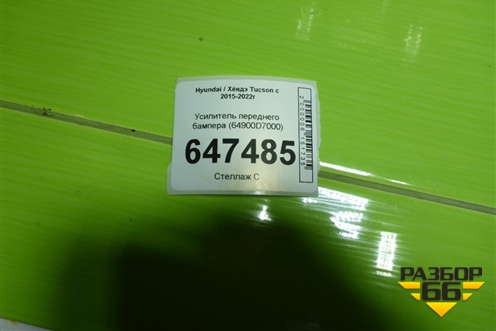 Hyundai / Хёндэ Tucson с
2015-2022г
Усилитель переднего
бампера (64900D7000)
647485
Стеллаж С
РАЗБОР
66